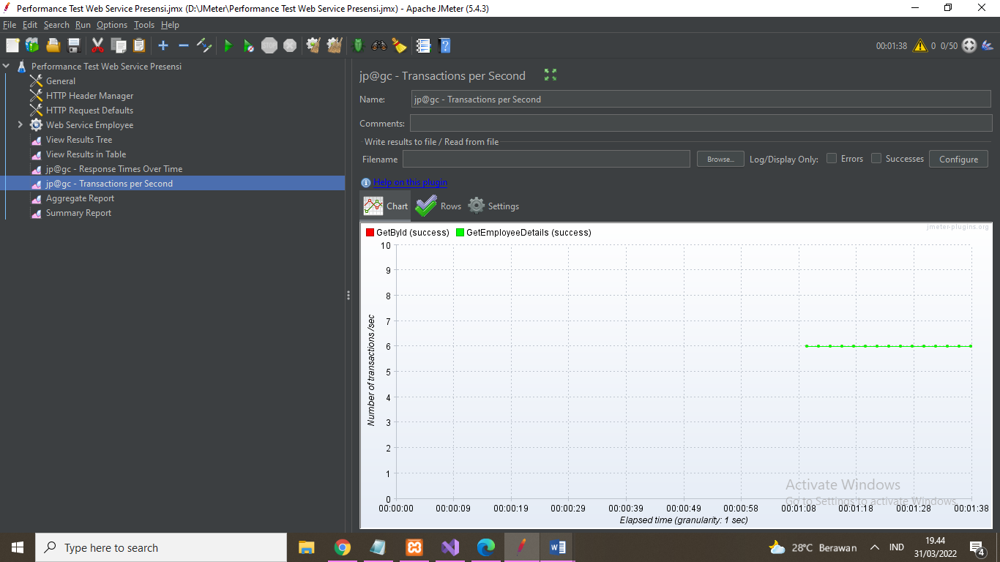 Performance Test Web Service Presensi.jmx (D:\JMeter\Performance Test Web Service Presensi.jmx) - Apache JMeter (5.4.3)
File Edit Search Run Options Tools Help
STOP
00:01:38 0 0/50
Performance Test Web Service Presensi
General
HTTP Header Manager
HTTP Request Defaults
Web Service Employee
View Results Tree
View Results in Table
jp@gc - Response Times Over Time
jp@gc - Transactions per Second
Aggregate Report
Summary Report
jp@gc - Transactions per Second
Name: jp@gc - Transactions per Second
Comments:
Write results to file / Read from file
Filename Browse... Log/Display Only: Errors Successes Configure
Help on this plugin
Chart Rows Settings
jmeter-plugins.org
GetById (success) GetEmployeeDetails (success)
10
9
8
7
6
5
4
3
2
1
0
Number of transactions /sec
00:00:00 00:00:09 00:00:19 00:00:29 00:00:39 00:00:49 00:00:58 00:01:08 00:01:18 00:01:28 00:01:38
Elapsed time (granularity: 1 sec)
Activate Windows
Go to Settings to activate Windows.
Type here to search
28°C Berawan IND
19.44
31/03/2022
4